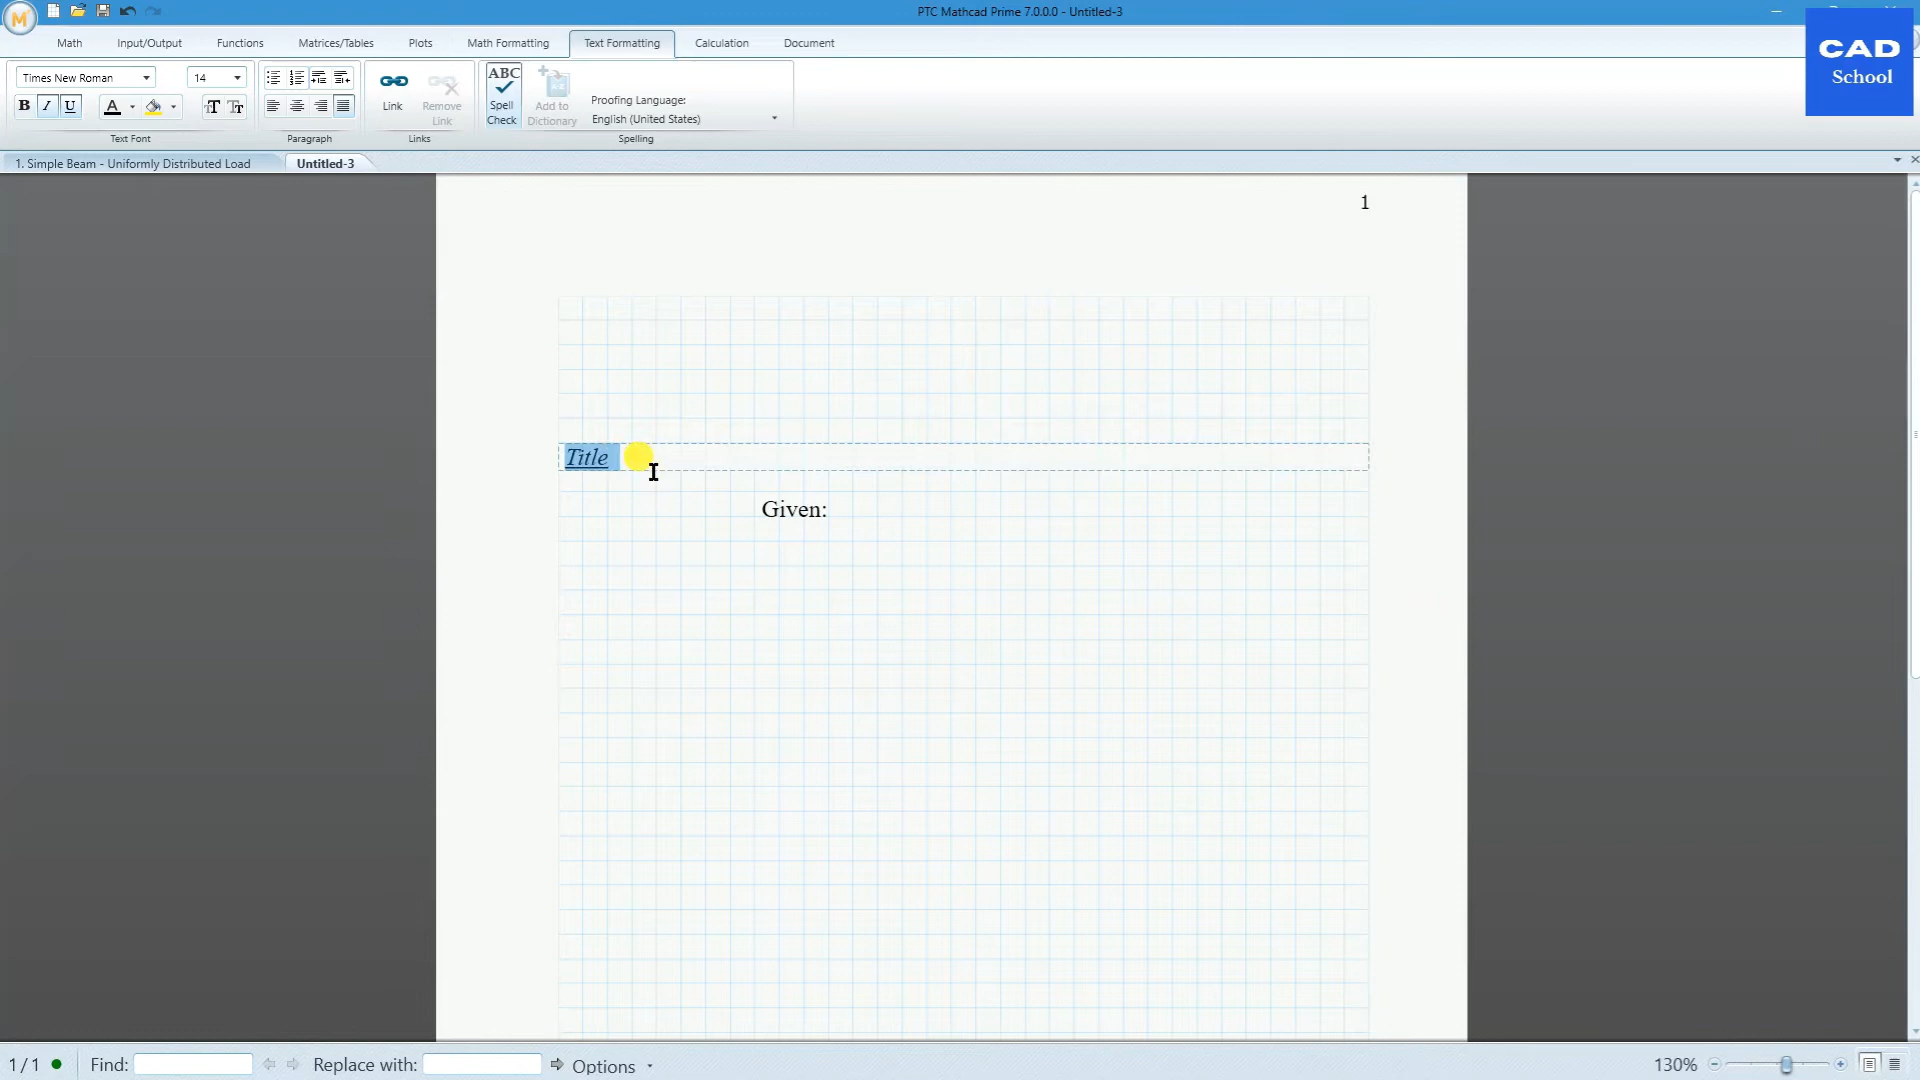 PTC Mathcad Prime 7.0.0.0 - Untitled-3
CAD
School
Math Input/Output Functions Matrices/Tables Plots Math Formatting Text Formatting Calculation Document
Times New Roman 14
B I U A
Link
Remove
Link
ABC
Spell
Check
Add to
Dictionary
Proofing Language:
English (United States)
Text Font Paragraph Links Spelling
1. Simple Beam - Uniformly Distributed Load Untitled-3
1
Title
Given:
1 / 1 Find: Replace with: Options 130%